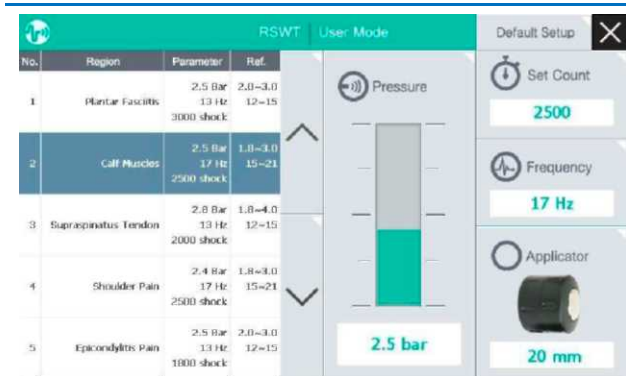 RSWT User Mode
Default Setup
No. Region Parameter Ref.
1 Plantar Fasciitis
2.5 Bar 2.0~3.0
13 Hz 12~15
3000 shock
2 Calf Muscles
2.5 Bar 1.8~3.0
17 Hz 15~21
2500 shock
3 Supraspinatus Tendon
2.8 Bar 1.8~4.0
13 Hz 12~15
2000 shock
4 Shoulder Pain
2.4 Bar 1.8~3.0
17 Hz 15~21
2500 shock
5 Epicondylitis Pain
2.5 Bar 2.0~3.0
13 Hz 12~15
1800 shock
Pressure
2.5 bar
Set Count
2500
Frequency
17 Hz
Applicator
20 mm